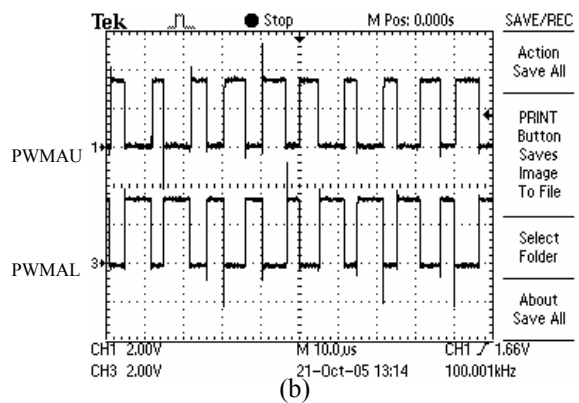 Tek Stop M Pos: 0.000s SAVE/REC
Action
Save All
PRINT
Button
Saves
Image
To File
Select
Folder
About
Save All
PWMAU 1
PWMAL 3
CH1 2.00V M 10.0µs CH1 1.66V
CH3 2.00V 21-Oct-05 13:14 100.001kHz
(b)